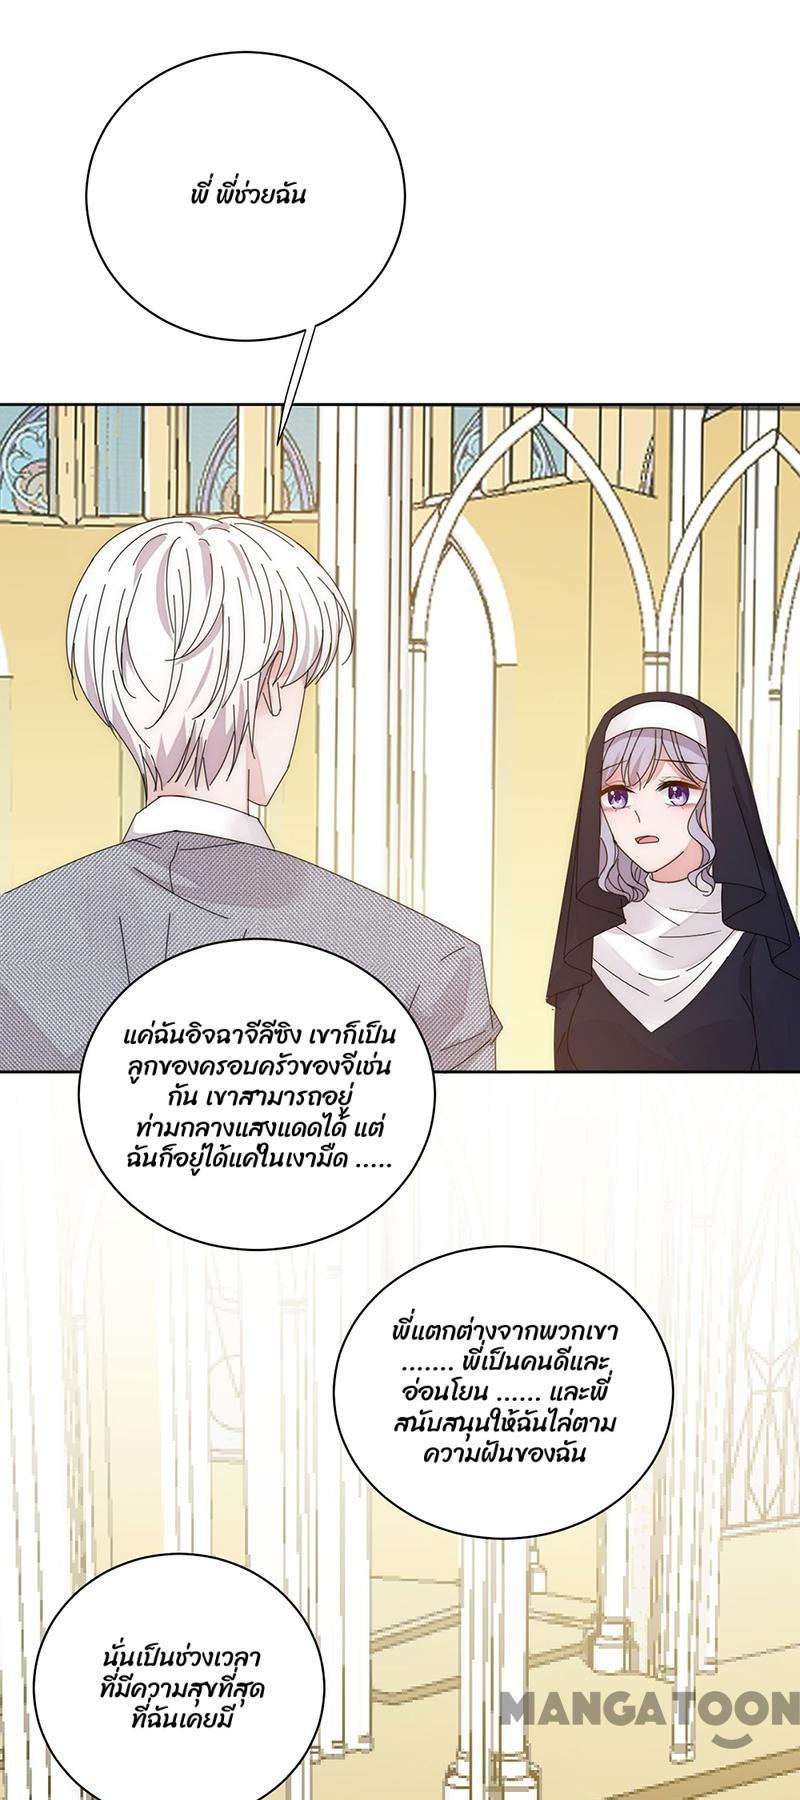 พี่ พี่ช่วยฉัน
แค่ฉันอิจฉาจีลีซิง เขาก็เป็น
ลูกของครอบครัวของจีเช่น
กัน เขาสามารถอยู่
ท่ามกลางแสงแดดได้ แต่
ฉันก็อยู่ได้แค่ในเงามืด .....
พี่แตกต่างจากพวกเขา
....... พี่เป็นคนดีและ
อ่อนโยน ...... และพี่
สนับสนุนให้ฉันไล่ตาม
ความฝันของฉัน
นั่นเป็นช่วงเวลา
ที่มีความสุขที่สุด
ที่ฉันเคยมี
MANGATOON